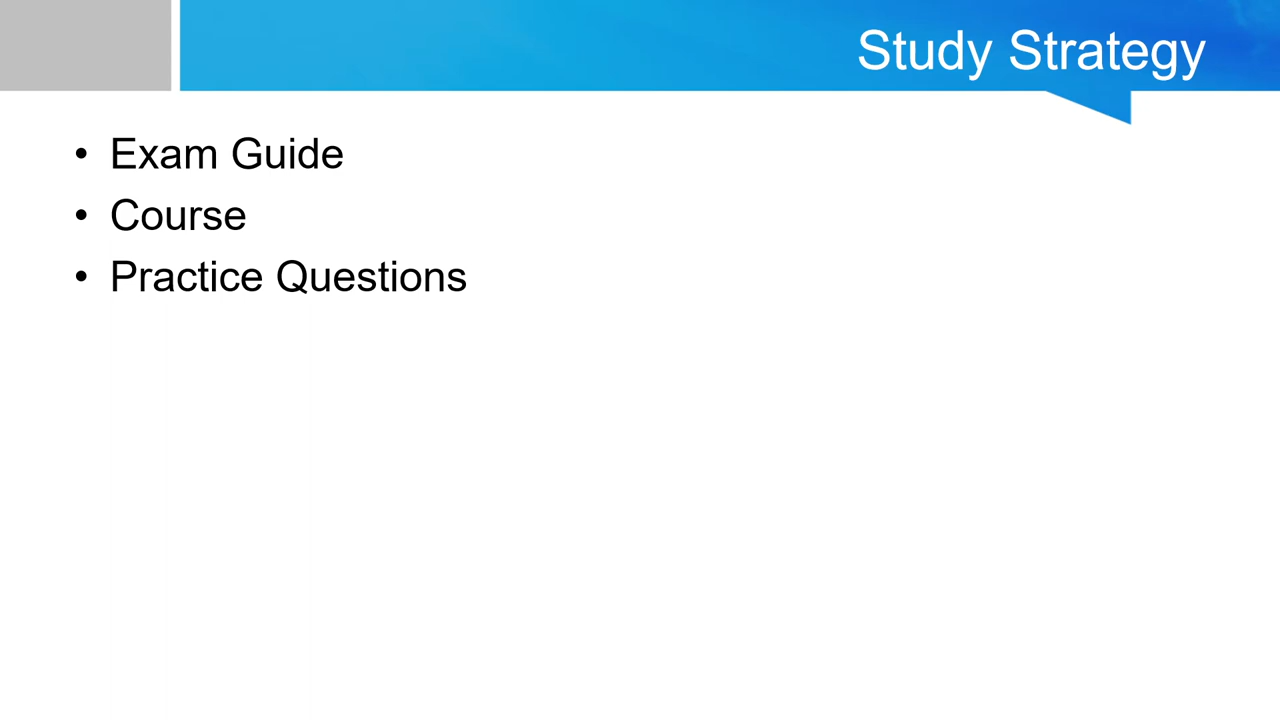 Study Strategy
• Exam Guide
• Course
• Practice Questions